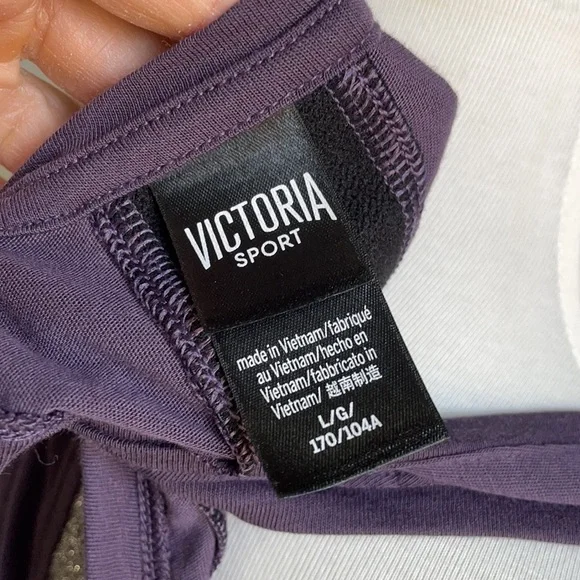 VICTORIA
SPORT
made in Vietnam/fabriqué
au Vietnam/hecho en
Vietnam/fabbricato in
Vietnam/ 越南制造
L/G/
170/104A